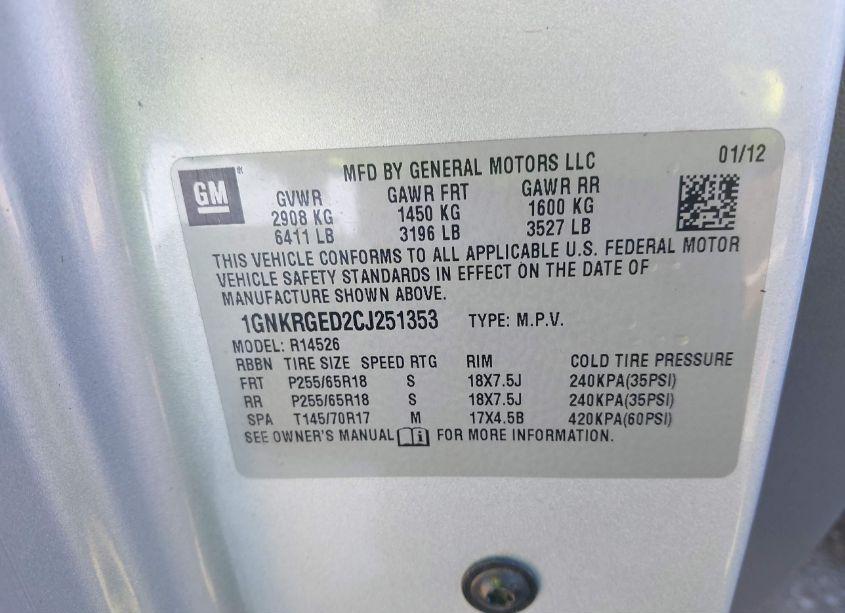 MFD BY GENERAL MOTORS LLC 01/12
GM
GVWR GAWR FRT GAWR RR
2908 KG 1450 KG 1600 KG
6411 LB 3196 LB 3527 LB
THIS VEHICLE CONFORMS TO ALL APPLICABLE U.S. FEDERAL MOTOR
VEHICLE SAFETY STANDARDS IN EFFECT ON THE DATE OF
MANUFACTURE SHOWN ABOVE.
1GNKRGED2CJ251353 TYPE: M.P.V.
MODEL: R14526
RBBN TIRE SIZE SPEED RTG RIM COLD TIRE PRESSURE
FRT P255/65R18 S 18X7.5J 240KPA(35PSI)
RR P255/65R18 S 18X7.5J 240KPA(35PSI)
SPA T145/70R17 M 17X4.5B 420KPA(60PSI)
SEE OWNER'S MANUAL i FOR MORE INFORMATION.